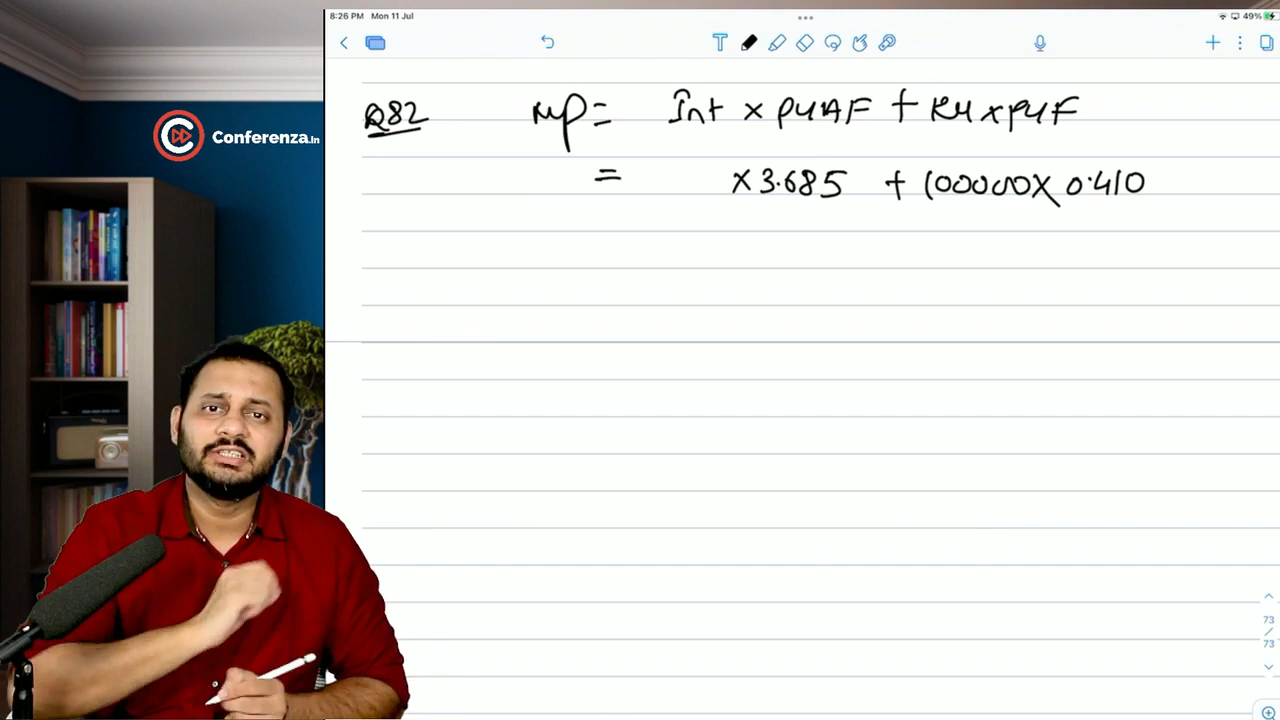 8:26 PM Mon 11 Jul
49%
Conferenza.In
Q82 MP = Int x PVAF + RV x PVF
= x 3.685 + 100000 x 0.410
73
73